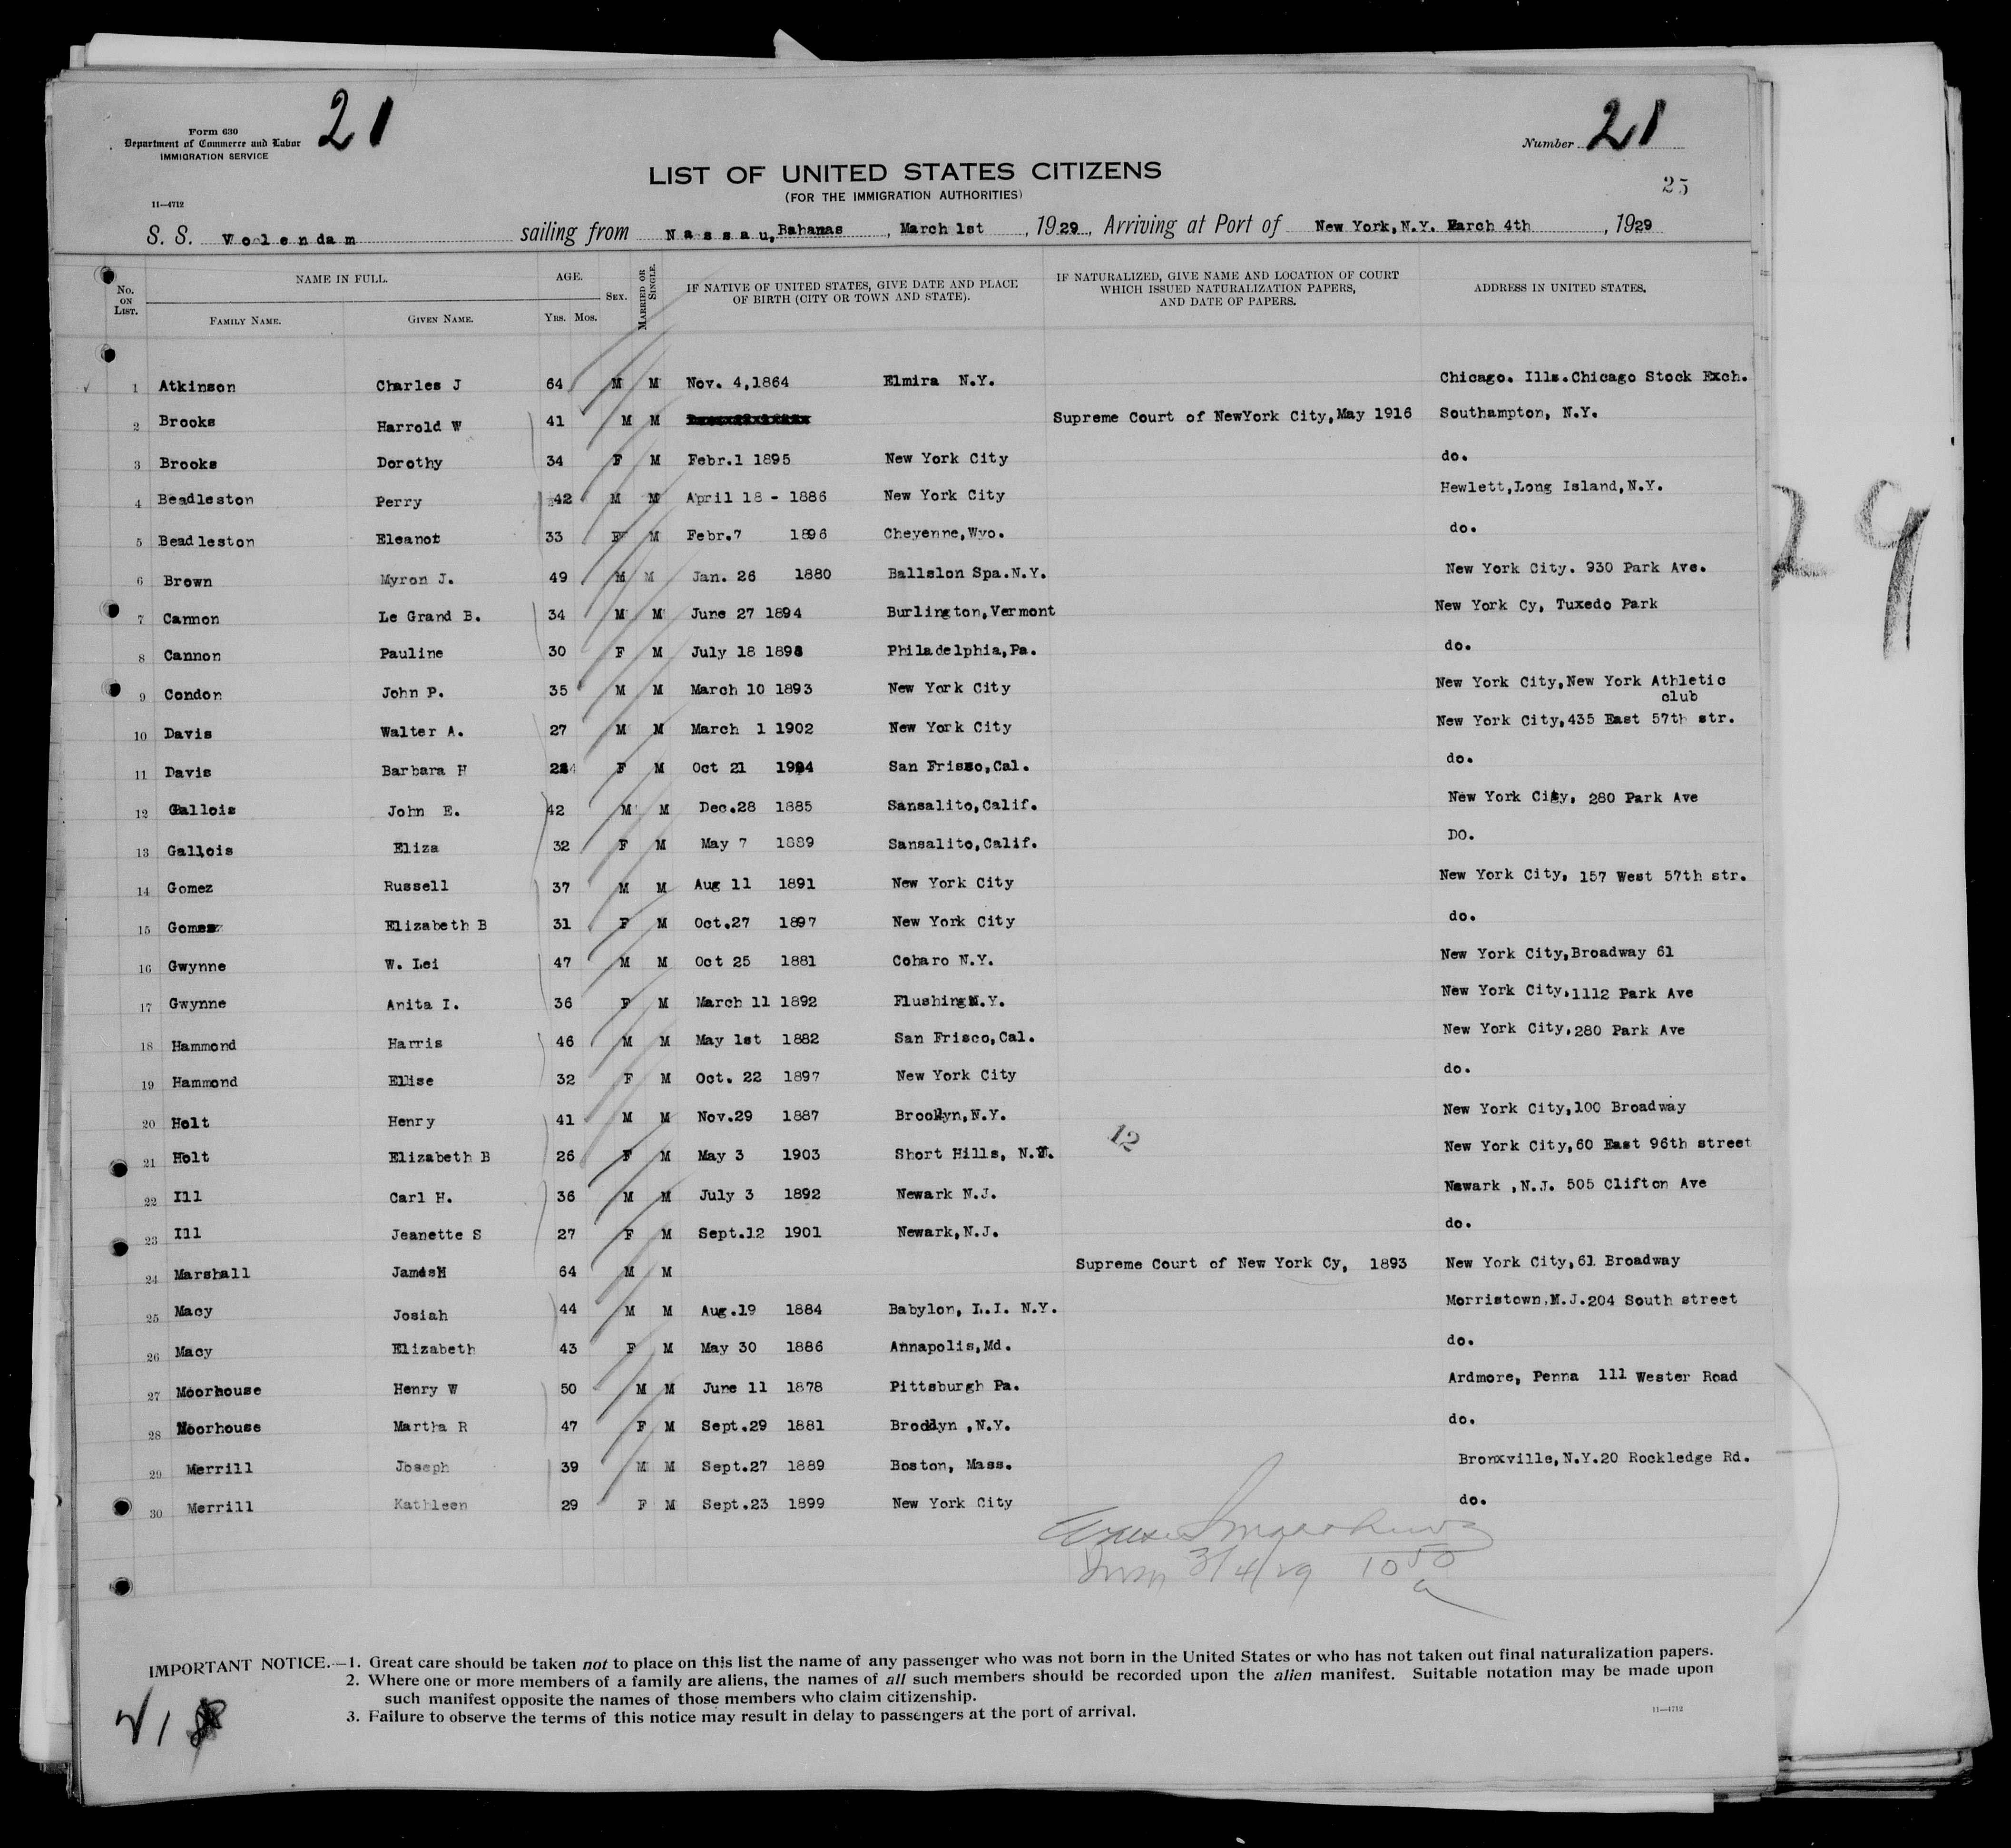 21
Form 630
Department of Commerce and Labor
IMMIGRATION SERVICE
Number 21
LIST OF UNITED STATES CITIZENS
(FOR THE IMMIGRATION AUTHORITIES)
25
11—4712
S. S. Volendam sailing from Nassau, Bahamas, March 1st, 1929, Arriving at Port of New York, N.Y. March 4th, 1929
No. ON LIST.
NAME IN FULL.
FAMILY NAME.
GIVEN NAME.
AGE.
YRS. MOS.
SEX.
MARRIED OR SINGLE.
IF NATIVE OF UNITED STATES, GIVE DATE AND PLACE OF BIRTH (CITY OR TOWN AND STATE).
IF NATURALIZED, GIVE NAME AND LOCATION OF COURT WHICH ISSUED NATURALIZATION PAPERS, AND DATE OF PAPERS.
ADDRESS IN UNITED STATES.
1 Atkinson Charles J 64 M M Nov. 4,1864 Elmira N.Y. Chicago. Ills.Chicago Stock Exch.
2 Brooks Harrold W 41 M M Supreme Court of NewYork City,May 1916 Southampton, N.Y.
3 Brooks Dorothy 34 F M Febr.1 1895 New York City do.
4 Beadleston Perry 42 M M April 18 - 1886 New York City Hewlett,Long Island,N.Y.
5 Beadleston Eleanot 33 F M Febr.7 1896 Cheyenne,Wyo. do.
6 Brown Myron J. 49 M M Jan. 26 1880 Ballslon Spa.N.Y. New York City. 930 Park Ave.
7 Cannon Le Grand B. 34 M M June 27 1894 Burlington,Vermont New York Cy, Tuxedo Park
8 Cannon Pauline 30 F M July 18 1898 Philadelphia,Pa. do.
9 Condon John P. 35 M M March 10 1893 New York City New York City,New York Athletic club
10 Davis Walter A. 27 M M March 1 1902 New York City New York City,435 East 57th str.
11 Davis Barbara H 24 F M Oct 21 1904 San Frisso,Cal. do.
12 Gallois John E. 42 M M Dec.28 1885 Sansalito,Calif. New York City, 280 Park Ave
13 Gallois Eliza 32 F M May 7 1889 Sansalito,Calif. DO.
14 Gomez Russell 37 M M Aug 11 1891 New York City New York City, 157 West 57th str.
15 Gomez Elizabeth B 31 F M Oct.27 1897 New York City do.
16 Gwynne W. Lei 47 M M Oct 25 1881 Coharo N.Y. New York City,Broadway 61
17 Gwynne Anita I. 36 F M March 11 1892 Flushing N.Y. New York City,1112 Park Ave
18 Hammond Harris 46 M M May 1st 1882 San Frisco,Cal. New York City,280 Park Ave
19 Hammond Elise 32 F M Oct. 22 1897 New York City do.
20 Holt Henry 41 M M Nov.29 1887 Brooklyn,N.Y. New York City,100 Broadway
12
21 Holt Elizabeth B 26 F M May 3 1903 Short Hills, N.J. New York City,60 East 96th street
22 Ill Carl H. 36 M M July 3 1892 Newark N.J. Newark ,N.J. 505 Clifton Ave
23 Ill Jeanette S 27 F M Sept.12 1901 Newark,N.J. do.
24 Marshall JamesH 64 M M Supreme Court of New York Cy, 1893 New York City,61 Broadway
25 Macy Josiah 44 M M Aug.19 1884 Babylon, L.I. N.Y. Morristown,N.J.204 South street
26 Macy Elizabeth 43 F M May 30 1886 Annapolis,Md. do.
27 Moorhouse Henry W 50 M M June 11 1878 Pittsburgh Pa. Ardmore, Penna 111 Wester Road
28 Moorhouse Martha R 47 F M Sept.29 1881 Brooklyn ,N.Y. do.
29 Merrill Joseph 39 M M Sept.27 1889 Boston, Mass. Bronxville,N.Y.20 Rockledge Rd.
30 Merrill Kathleen 29 F M Sept.23 1899 New York City do.
3/4/29 10 50 a
IMPORTANT NOTICE.—1. Great care should be taken not to place on this list the name of any passenger who was not born in the United States or who has not taken out final naturalization papers.
2. Where one or more members of a family are aliens, the names of all such members should be recorded upon the alien manifest. Suitable notation may be made upon
such manifest opposite the names of those members who claim citizenship.
3. Failure to observe the terms of this notice may result in delay to passengers at the port of arrival.
11—4712
29